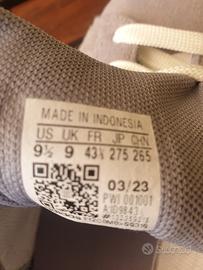 MADE IN INDONESIA
US UK FR JP CHN
9½ 9 43⅓ 275 265
03/23
PWI 001001
Subito